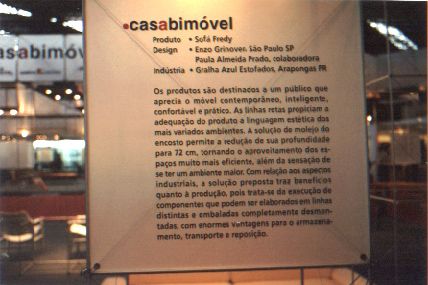 casabimóv
•casabimóvel
Produto • Sofá Fredy
Design • Enzo Grinover, São Paulo SP
Paula Almeida Prado, colaboradora
Indústria • Gralha Azul Estofados, Arapongas PR
Os produtos são destinados a um público que
aprecia o móvel contemporâneo, inteligente,
confortável e prático. As linhas retas propiciam a
adequação do produto a linguagem estética dos
mais variados ambientes. A solução do molejo do
encosto permite a redução de sua profundidade
para 72 cm, tornando o aproveitamento dos es-
paços muito mais eficiente, além da sensação de
se ter um ambiente maior. Com relação aos aspectos
industriais, a solução proposta traz benefícios
quanto à produção, pois trata-se da execução de
componentes que podem ser elaborados em linhas
distintas e embaladas completamente desmon-
tadas, com enormes vantagens para o armazena-
mento, transporte e reposição.